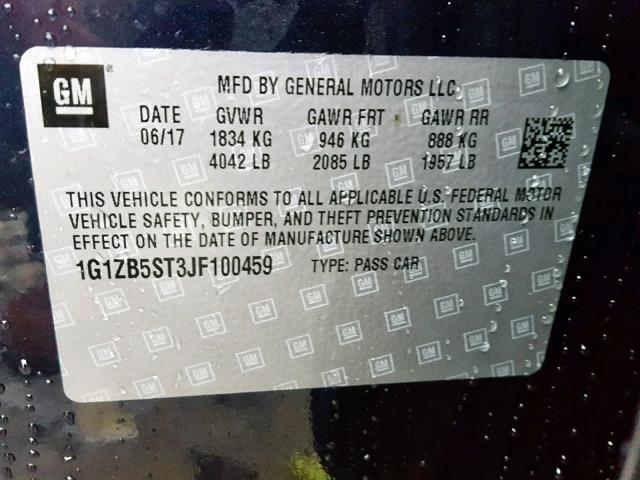 GM ®
MFD BY GENERAL MOTORS LLC
DATE GVWR GAWR FRT GAWR RR
06/17 1834 KG 946 KG 888 KG
4042 LB 2085 LB 1957 LB
THIS VEHICLE CONFORMS TO ALL APPLICABLE U.S. FEDERAL MOTOR
VEHICLE SAFETY, BUMPER, AND THEFT PREVENTION STANDARDS IN
EFFECT ON THE DATE OF MANUFACTURE SHOWN ABOVE.
1G1ZB5ST3JF100459 TYPE: PASS CAR